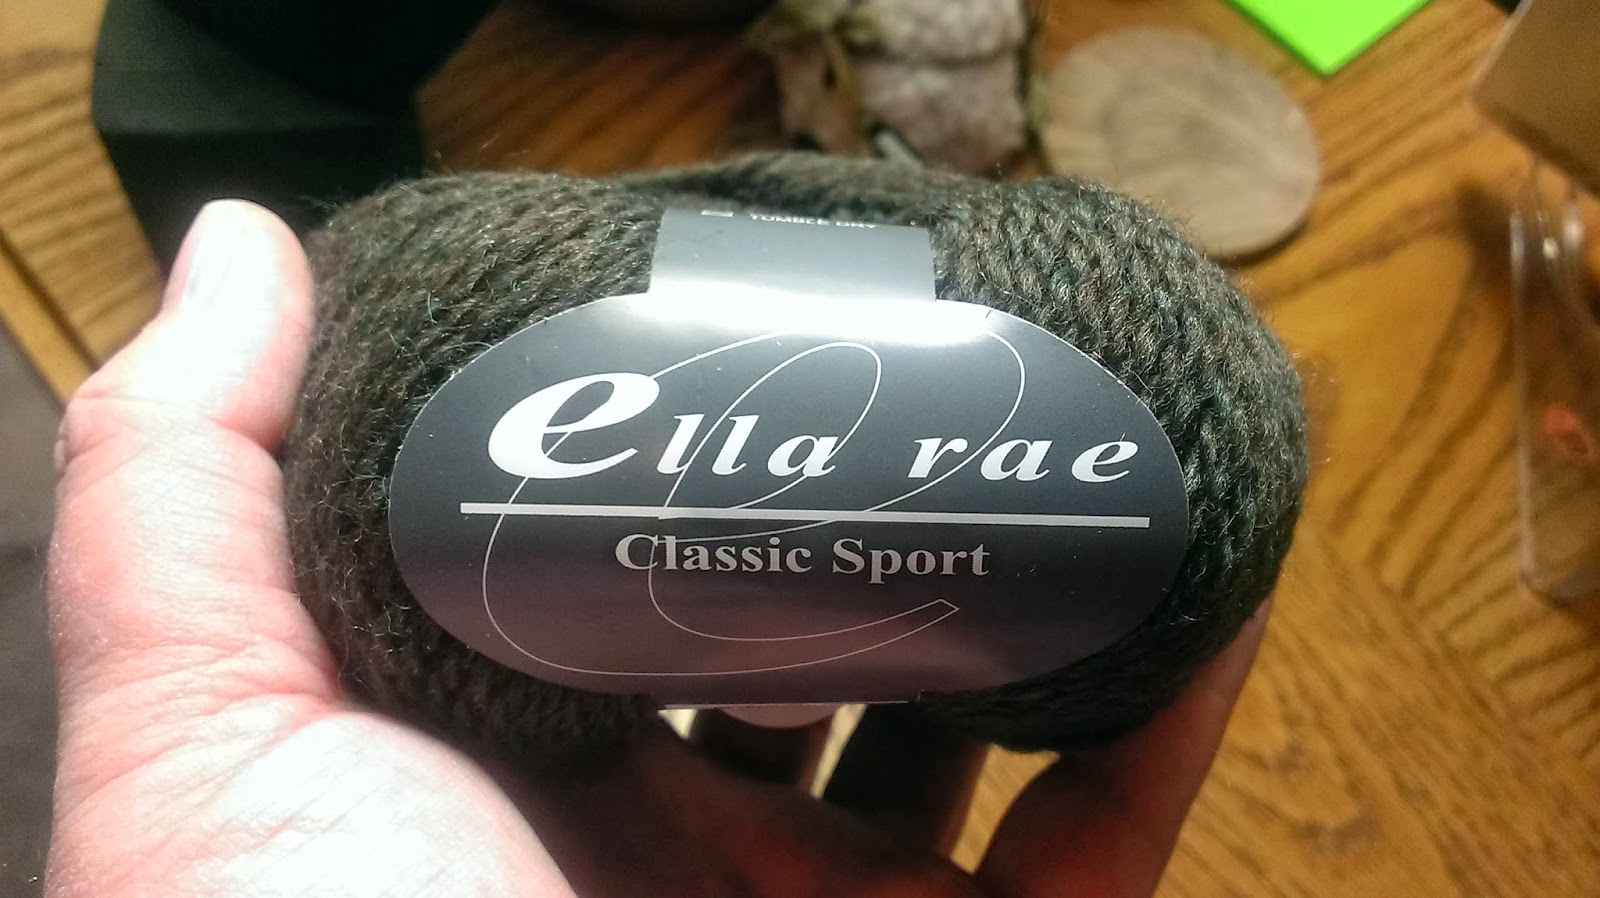 TUMBLE DRY
ella rae
Classic Sport